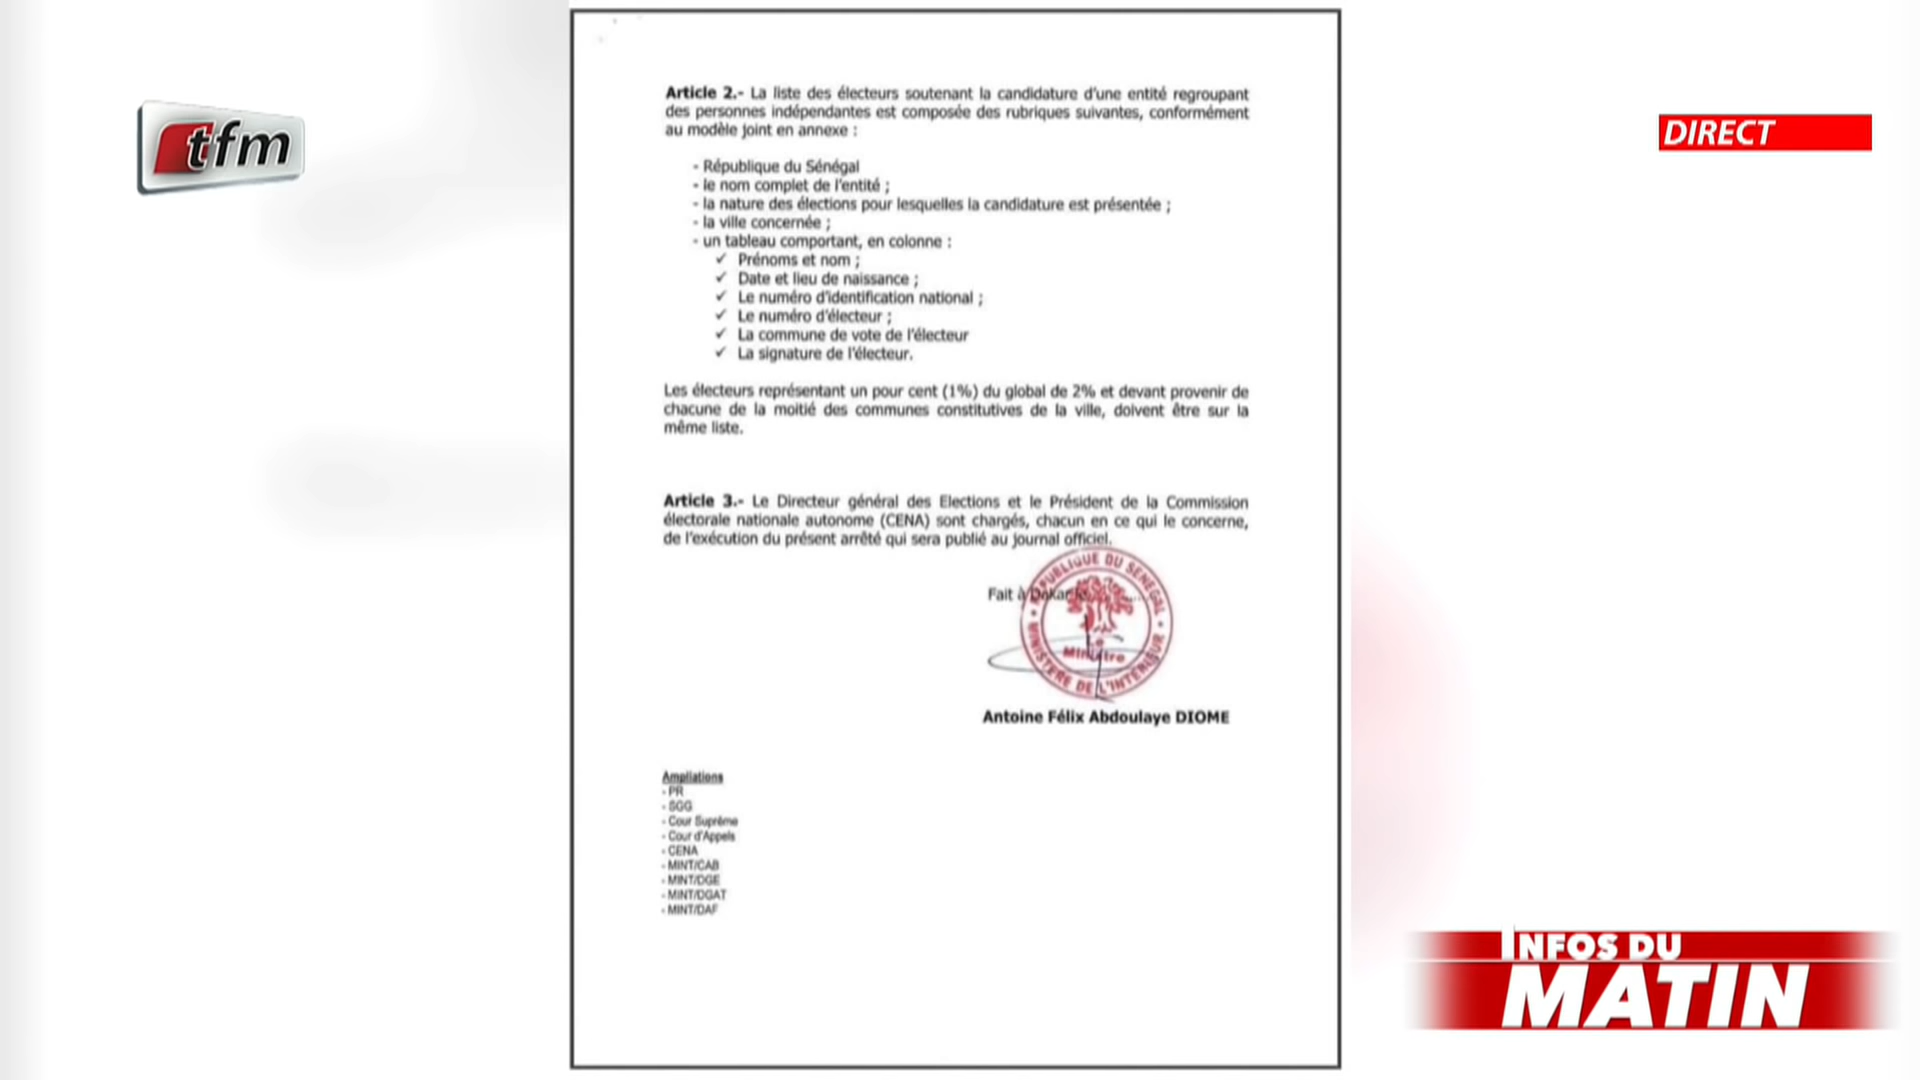 tfm
DIRECT
Article 2.- La liste des électeurs soutenant la candidature d'une entité regroupant
des personnes indépendantes est composée des rubriques suivantes, conformément
au modèle joint en annexe :
- République du Sénégal
- le nom complet de l'entité ;
- la nature des élections pour lesquelles la candidature est présentée ;
- la ville concernée ;
- un tableau comportant, en colonne :
✓ Prénoms et nom ;
✓ Date et lieu de naissance ;
✓ Le numéro d'identification national ;
✓ Le numéro d'électeur ;
✓ La commune de vote de l'électeur
✓ La signature de l'électeur.
Les électeurs représentant un pour cent (1%) du global de 2% et devant provenir de
chacune de la moitié des communes constitutives de la ville, doivent être sur la
même liste.
Article 3.- Le Directeur général des Elections et le Président de la Commission
électorale nationale autonome (CENA) sont chargés, chacun en ce qui le concerne,
de l'exécution du présent arrêté qui sera publié au journal officiel.
Fait à Dakar
REPUBLIQUE DU SENEGAL
Le
Ministre
MINISTERE DE L'INTERIEUR
Antoine Félix Abdoulaye DIOME
Ampliations
- PR
- SGG
- Cour Suprême
- Cour d'Appels
- CENA
- MINT/CAB
- MINT/DGE
- MINT/DGAT
- MINT/DAF
INFOS DU
MATIN